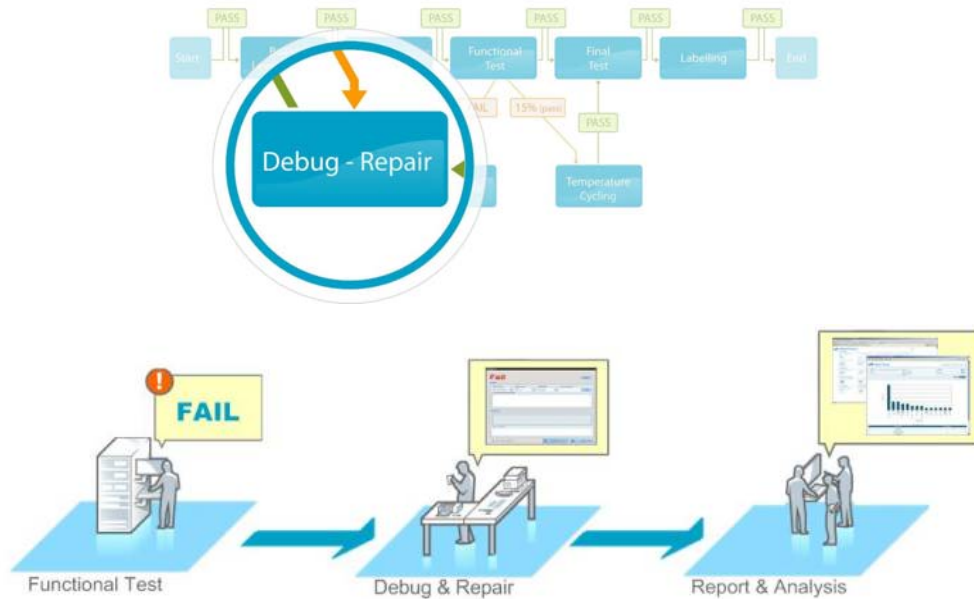 PASS
PASS
PASS
PASS
PASS
PASS
Start
Functional
Test
Final
Test
Labelling
End
15% (pass)
PASS
Debug - Repair
Temperature
Cycling
FAIL
Fail
Functional Test
Debug & Repair
Report & Analysis